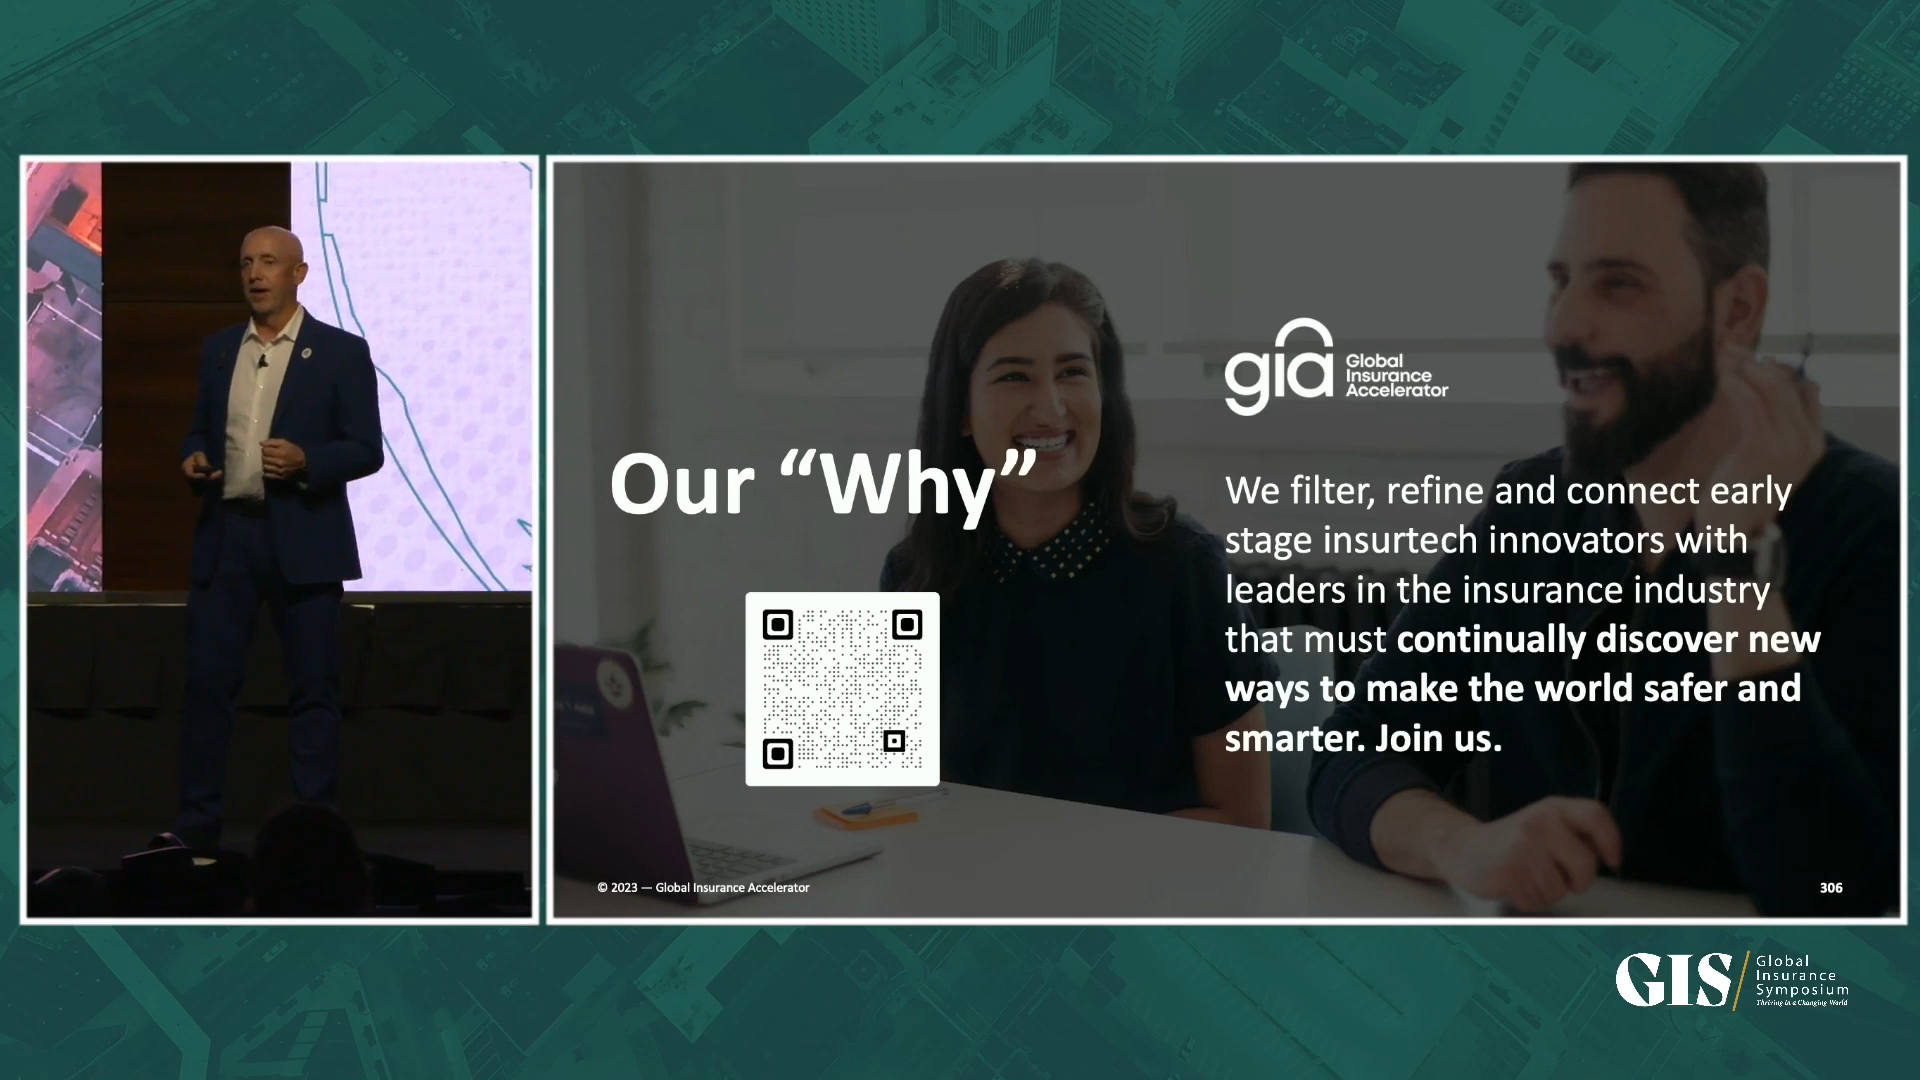 Our “Why”
gia Global
Insurance
Accelerator
We filter, refine and connect early
stage insurtech innovators with
leaders in the insurance industry
that must continually discover new
ways to make the world safer and
smarter. Join us.
© 2023 — Global Insurance Accelerator
306
GIS Global
Insurance
Symposium
Thriving in a Changing World